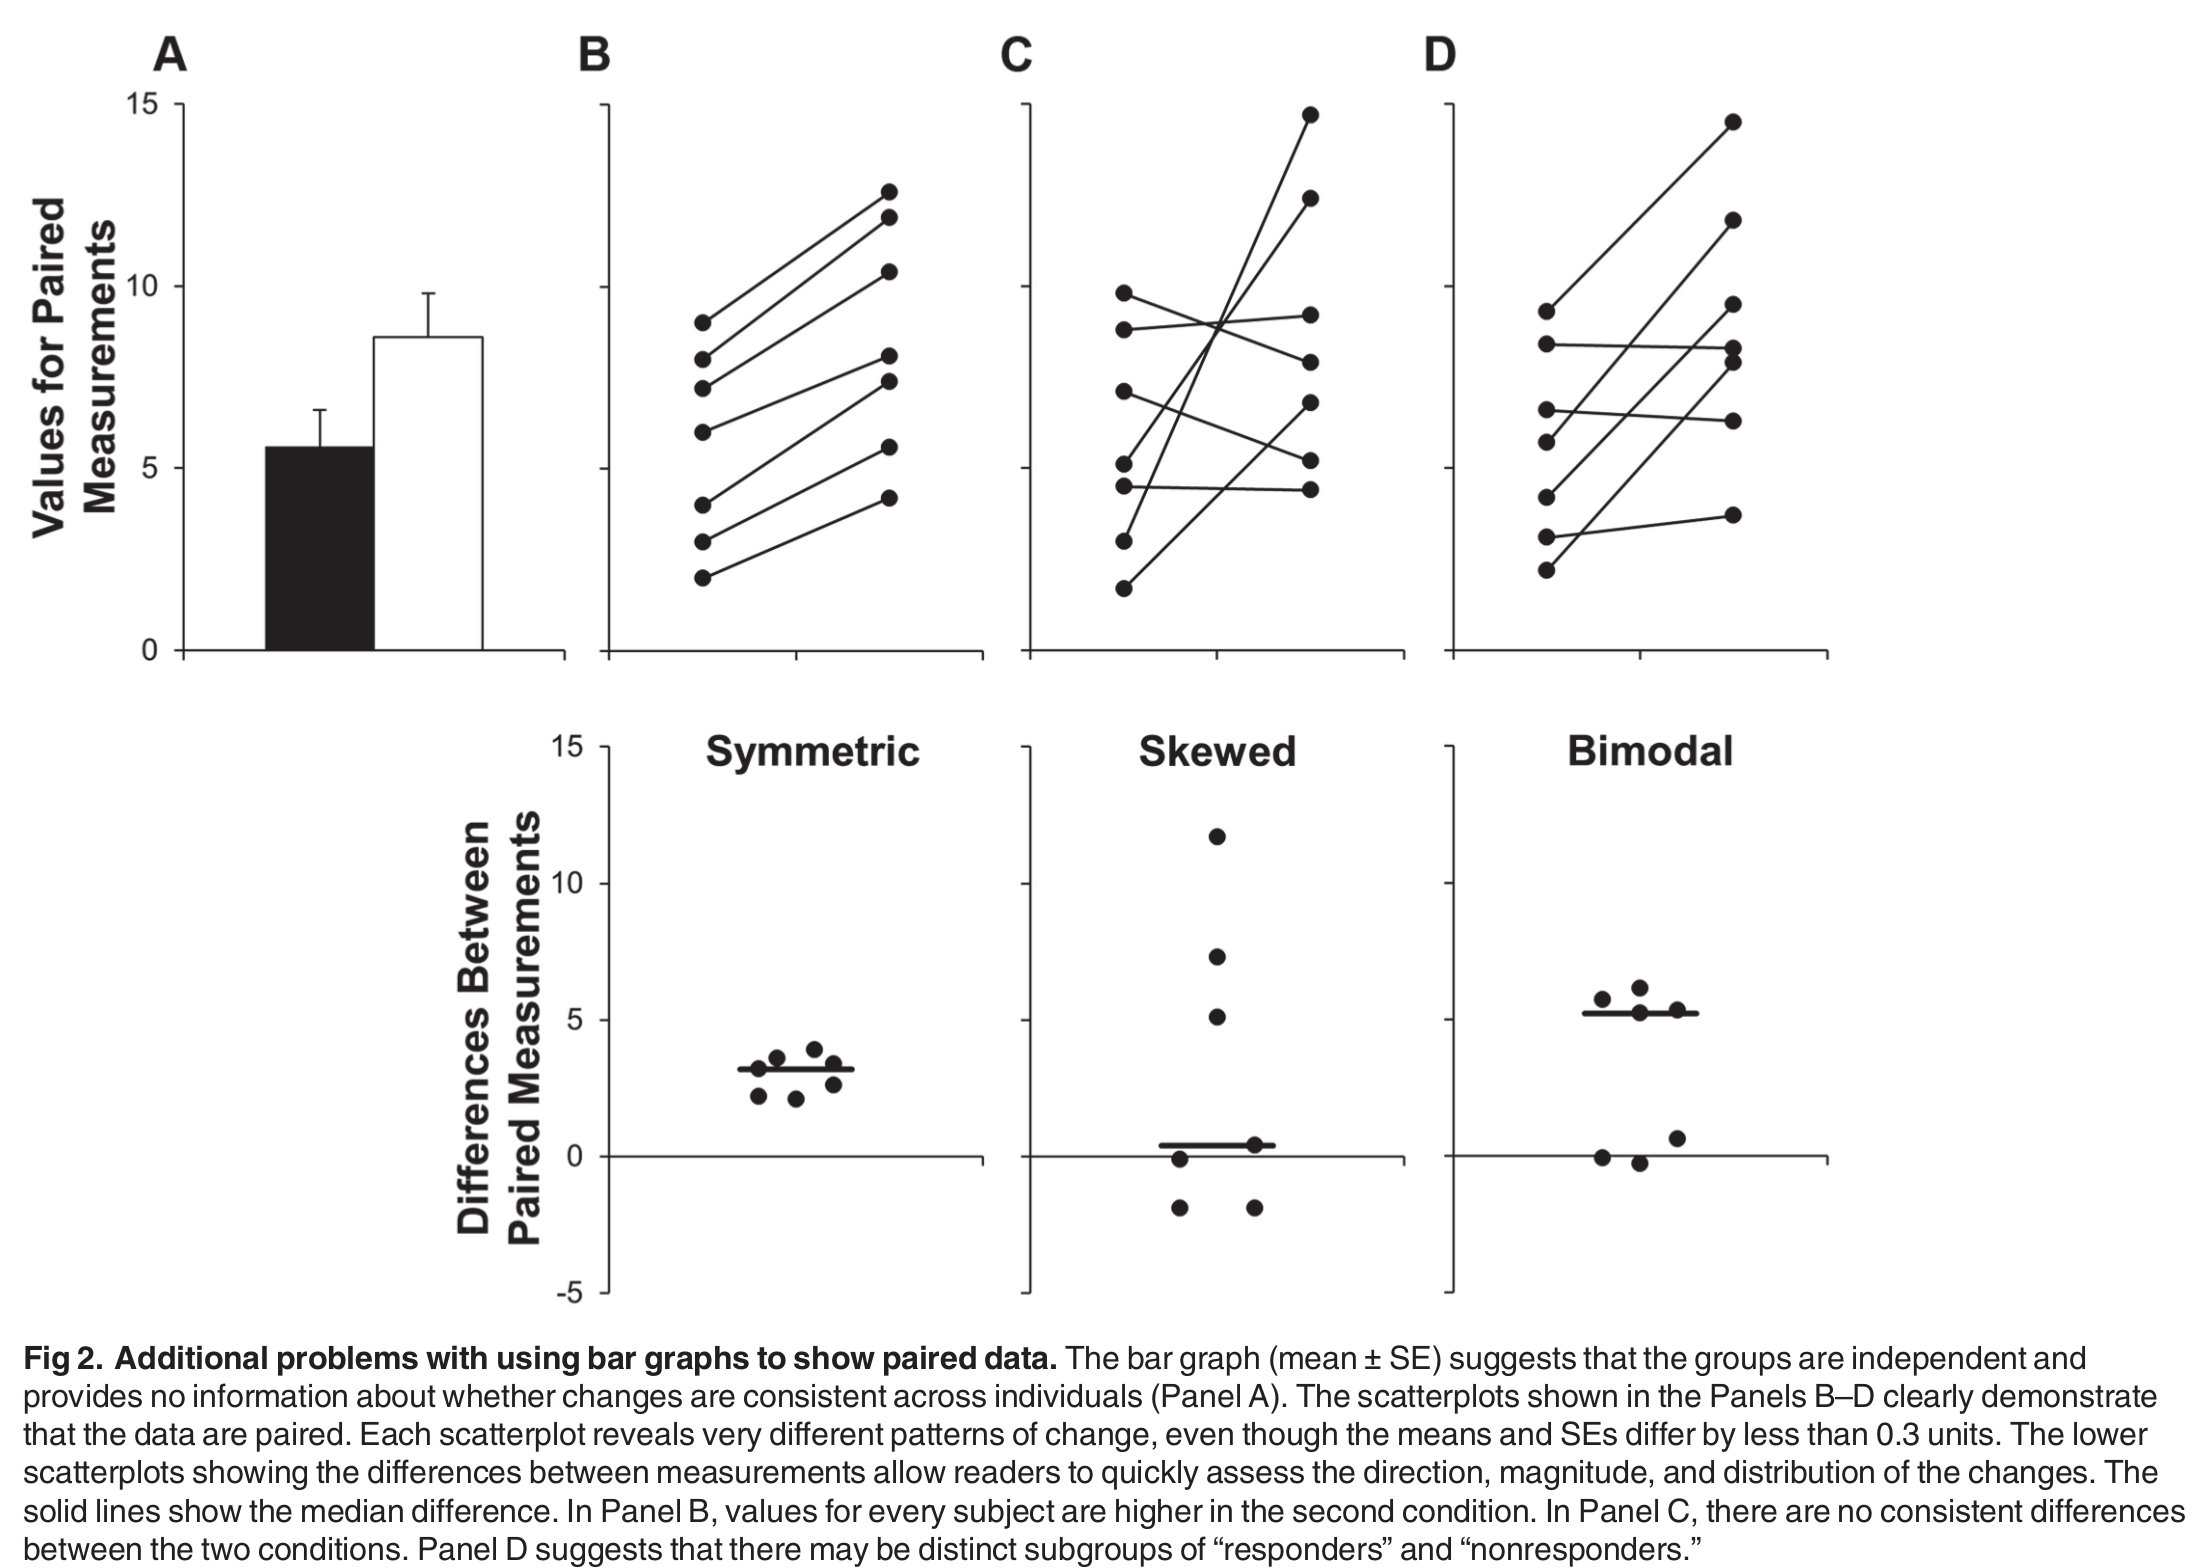 A
B
C
D
15
10
5
0
Values for Paired
Measurements
Symmetric
Skewed
Bimodal
15
10
5
0
-5
Differences Between
Paired Measurements
Fig 2. Additional problems with using bar graphs to show paired data. The bar graph (mean ± SE) suggests that the groups are independent and
provides no information about whether changes are consistent across individuals (Panel A). The scatterplots shown in the Panels B–D clearly demonstrate
that the data are paired. Each scatterplot reveals very different patterns of change, even though the means and SEs differ by less than 0.3 units. The lower
scatterplots showing the differences between measurements allow readers to quickly assess the direction, magnitude, and distribution of the changes. The
solid lines show the median difference. In Panel B, values for every subject are higher in the second condition. In Panel C, there are no consistent differences
between the two conditions. Panel D suggests that there may be distinct subgroups of “responders” and “nonresponders.”